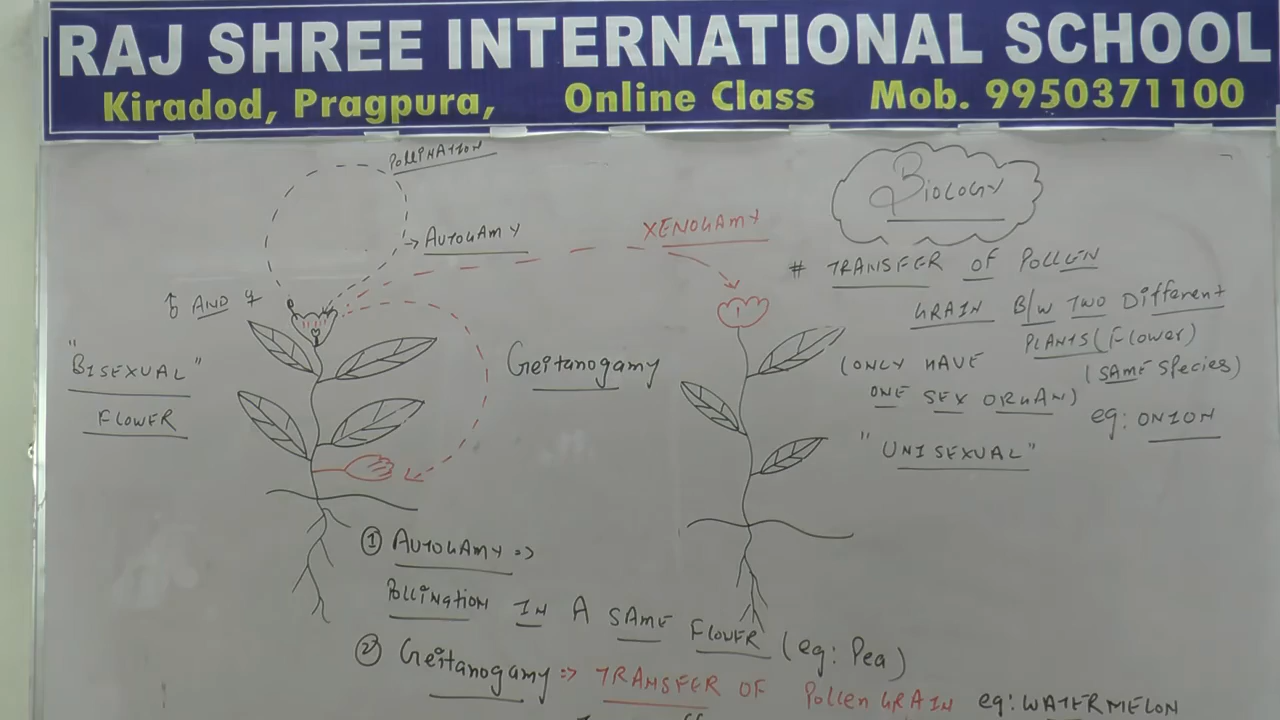 RAJ SHREE INTERNATIONAL SCHOOL
Kiradod, Pragpura, Online Class Mob. 9950371100
POLLINATION
BIOLOGY
→ AUTOGAMY
XENOGAMY
# TRANSFER OF POLLEN
GRAIN B/W TWO Different
PLANTS (Flower)
(SAME Species)
eg: ONION
(ONLY HAVE
ONE SEX ORGAN)
"UNISEXUAL"
AND
"BISEXUAL"
FLOWER
Geitanogamy
① AUTOGAMY =>
Pollination IN A SAME FLOWER (eg: Pea)
② Geitanogamy => TRANSFER OF Pollen GRAIN eg: WATERMELON